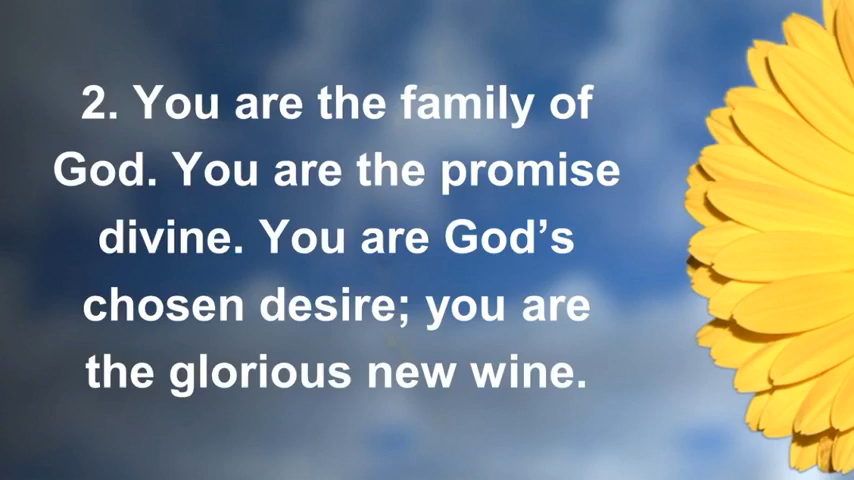 2. You are the family of
God. You are the promise
divine. You are God’s
chosen desire; you are
the glorious new wine.